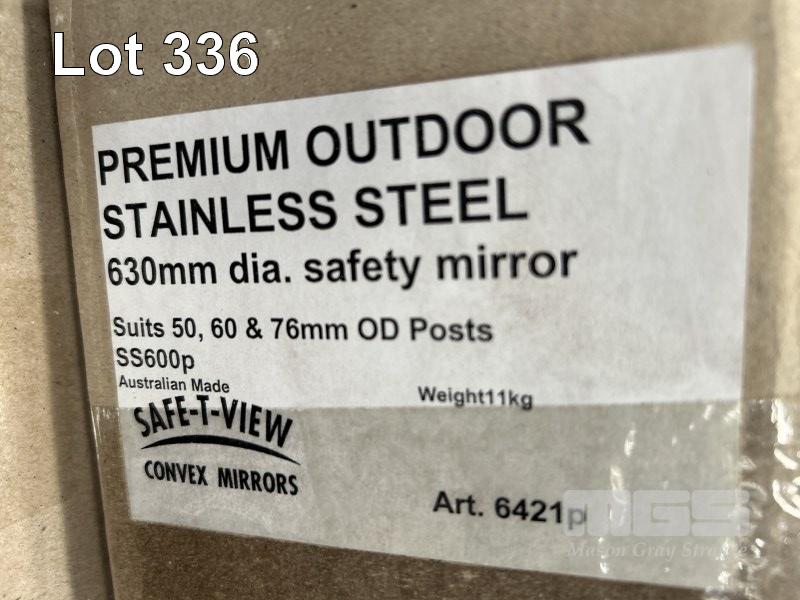 Lot 336
PREMIUM OUTDOOR
STAINLESS STEEL
630mm dia. safety mirror
Suits 50, 60 & 76mm OD Posts
SS600p
Australian Made
Weight11kg
SAFE-T-VIEW
CONVEX MIRRORS
Art. 6421p
MGS
Mason Gray Strange